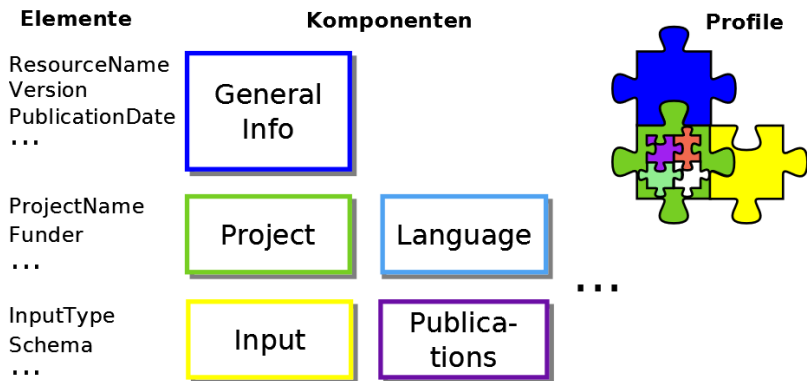 Elemente
Komponenten
Profile
ResourceName
Version
PublicationDate
...
General
Info
ProjectName
Funder
...
Project
Language
...
InputType
Schema
...
Input
Publica-
tions